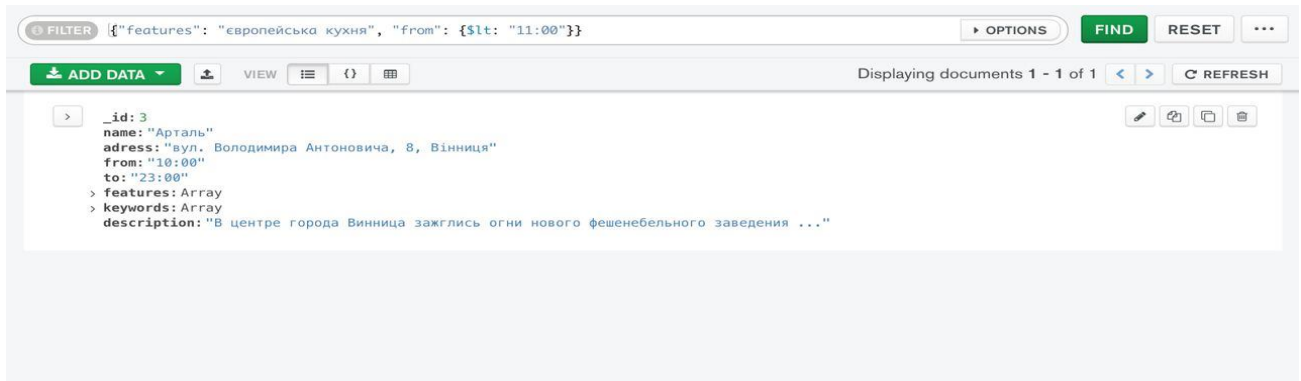 FILTER {"features": "європейська кухня", "from": {$lt: "11:00"}} OPTIONS FIND RESET ...
ADD DATA VIEW {} Displaying documents 1 - 1 of 1 < > REFRESH
_id: 3
name: "Арталь"
adress: "вул. Володимира Антоновича, 8, Вінниця"
from: "10:00"
to: "23:00"
> features: Array
> keywords: Array
description: "В центре города Винница зажглись огни нового фешенебельного заведения ..."